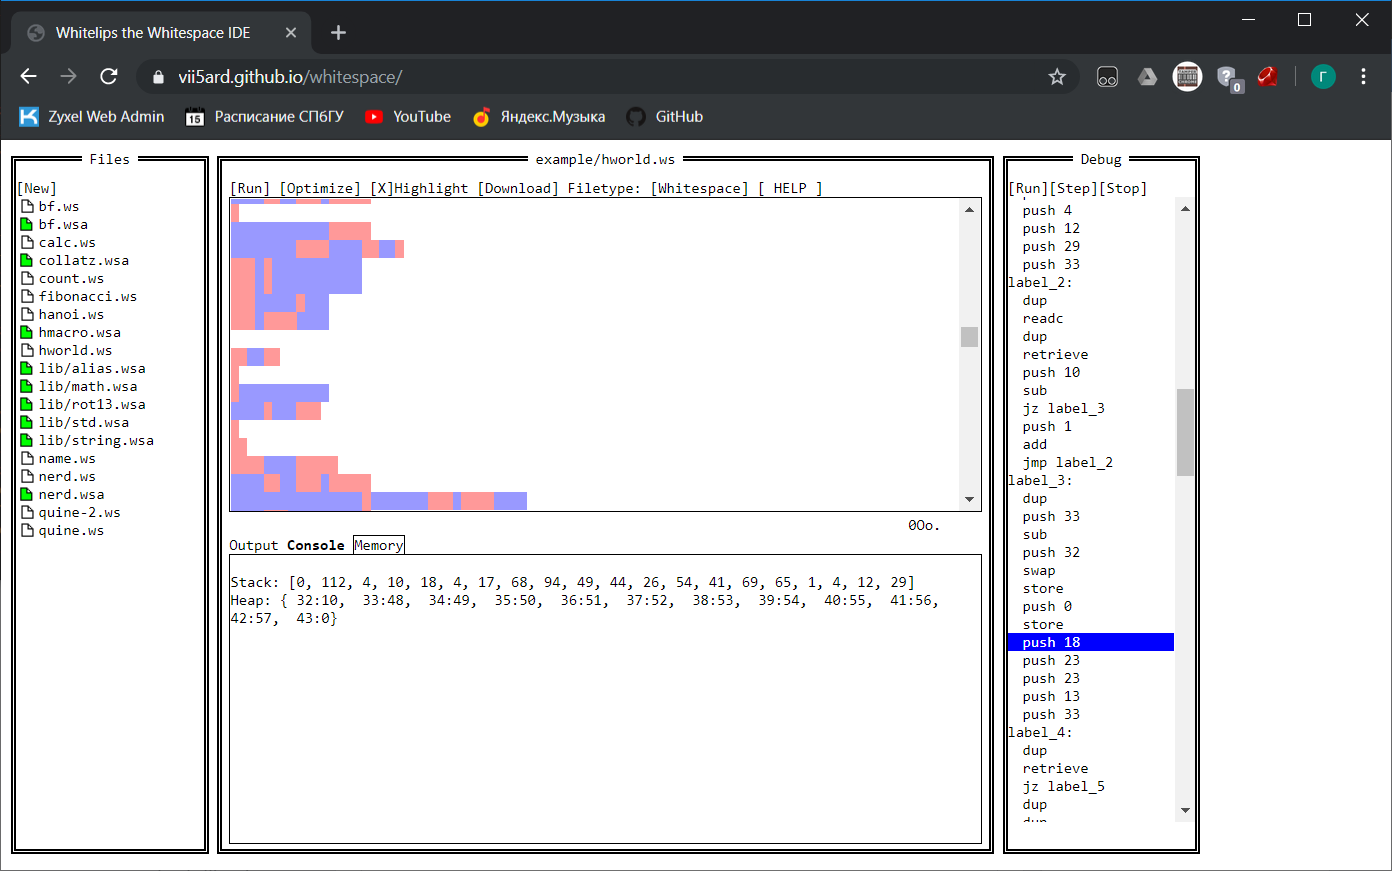 Whitelips the Whitespace IDE
vii5ard.github.io/whitespace/
0
г
Zyxel Web Admin
15
Расписание СПбГУ
YouTube
Яндекс.Музыка
GitHub
Files
[New]
bf.ws
bf.wsa
calc.ws
collatz.wsa
count.ws
fibonacci.ws
hanoi.ws
hmacro.wsa
hworld.ws
lib/alias.wsa
lib/math.wsa
lib/rot13.wsa
lib/std.wsa
lib/string.wsa
name.ws
nerd.ws
nerd.wsa
quine-2.ws
quine.ws
example/hworld.ws
[Run] [Optimize] [X]Highlight [Download] Filetype: [Whitespace] [ HELP ]
0Oo.
Output Console Memory
Stack: [0, 112, 4, 10, 18, 4, 17, 68, 94, 49, 44, 26, 54, 41, 69, 65, 1, 4, 12, 29]
Heap: { 32:10, 33:48, 34:49, 35:50, 36:51, 37:52, 38:53, 39:54, 40:55, 41:56,
42:57, 43:0}
Debug
[Run][Step][Stop]
push 4
push 12
push 29
push 33
label_2:
dup
readc
dup
retrieve
push 10
sub
jz label_3
push 1
add
jmp label_2
label_3:
dup
push 33
sub
push 32
swap
store
push 0
store
push 18
push 23
push 23
push 13
push 33
label_4:
dup
retrieve
jz label_5
dup